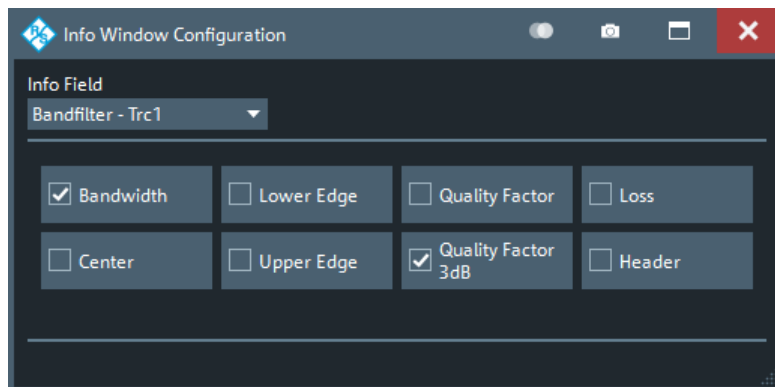 Info Window Configuration
Info Field
Bandfilter - Trc1
Bandwidth
Lower Edge
Quality Factor
Loss
Center
Upper Edge
Quality Factor
3dB
Header